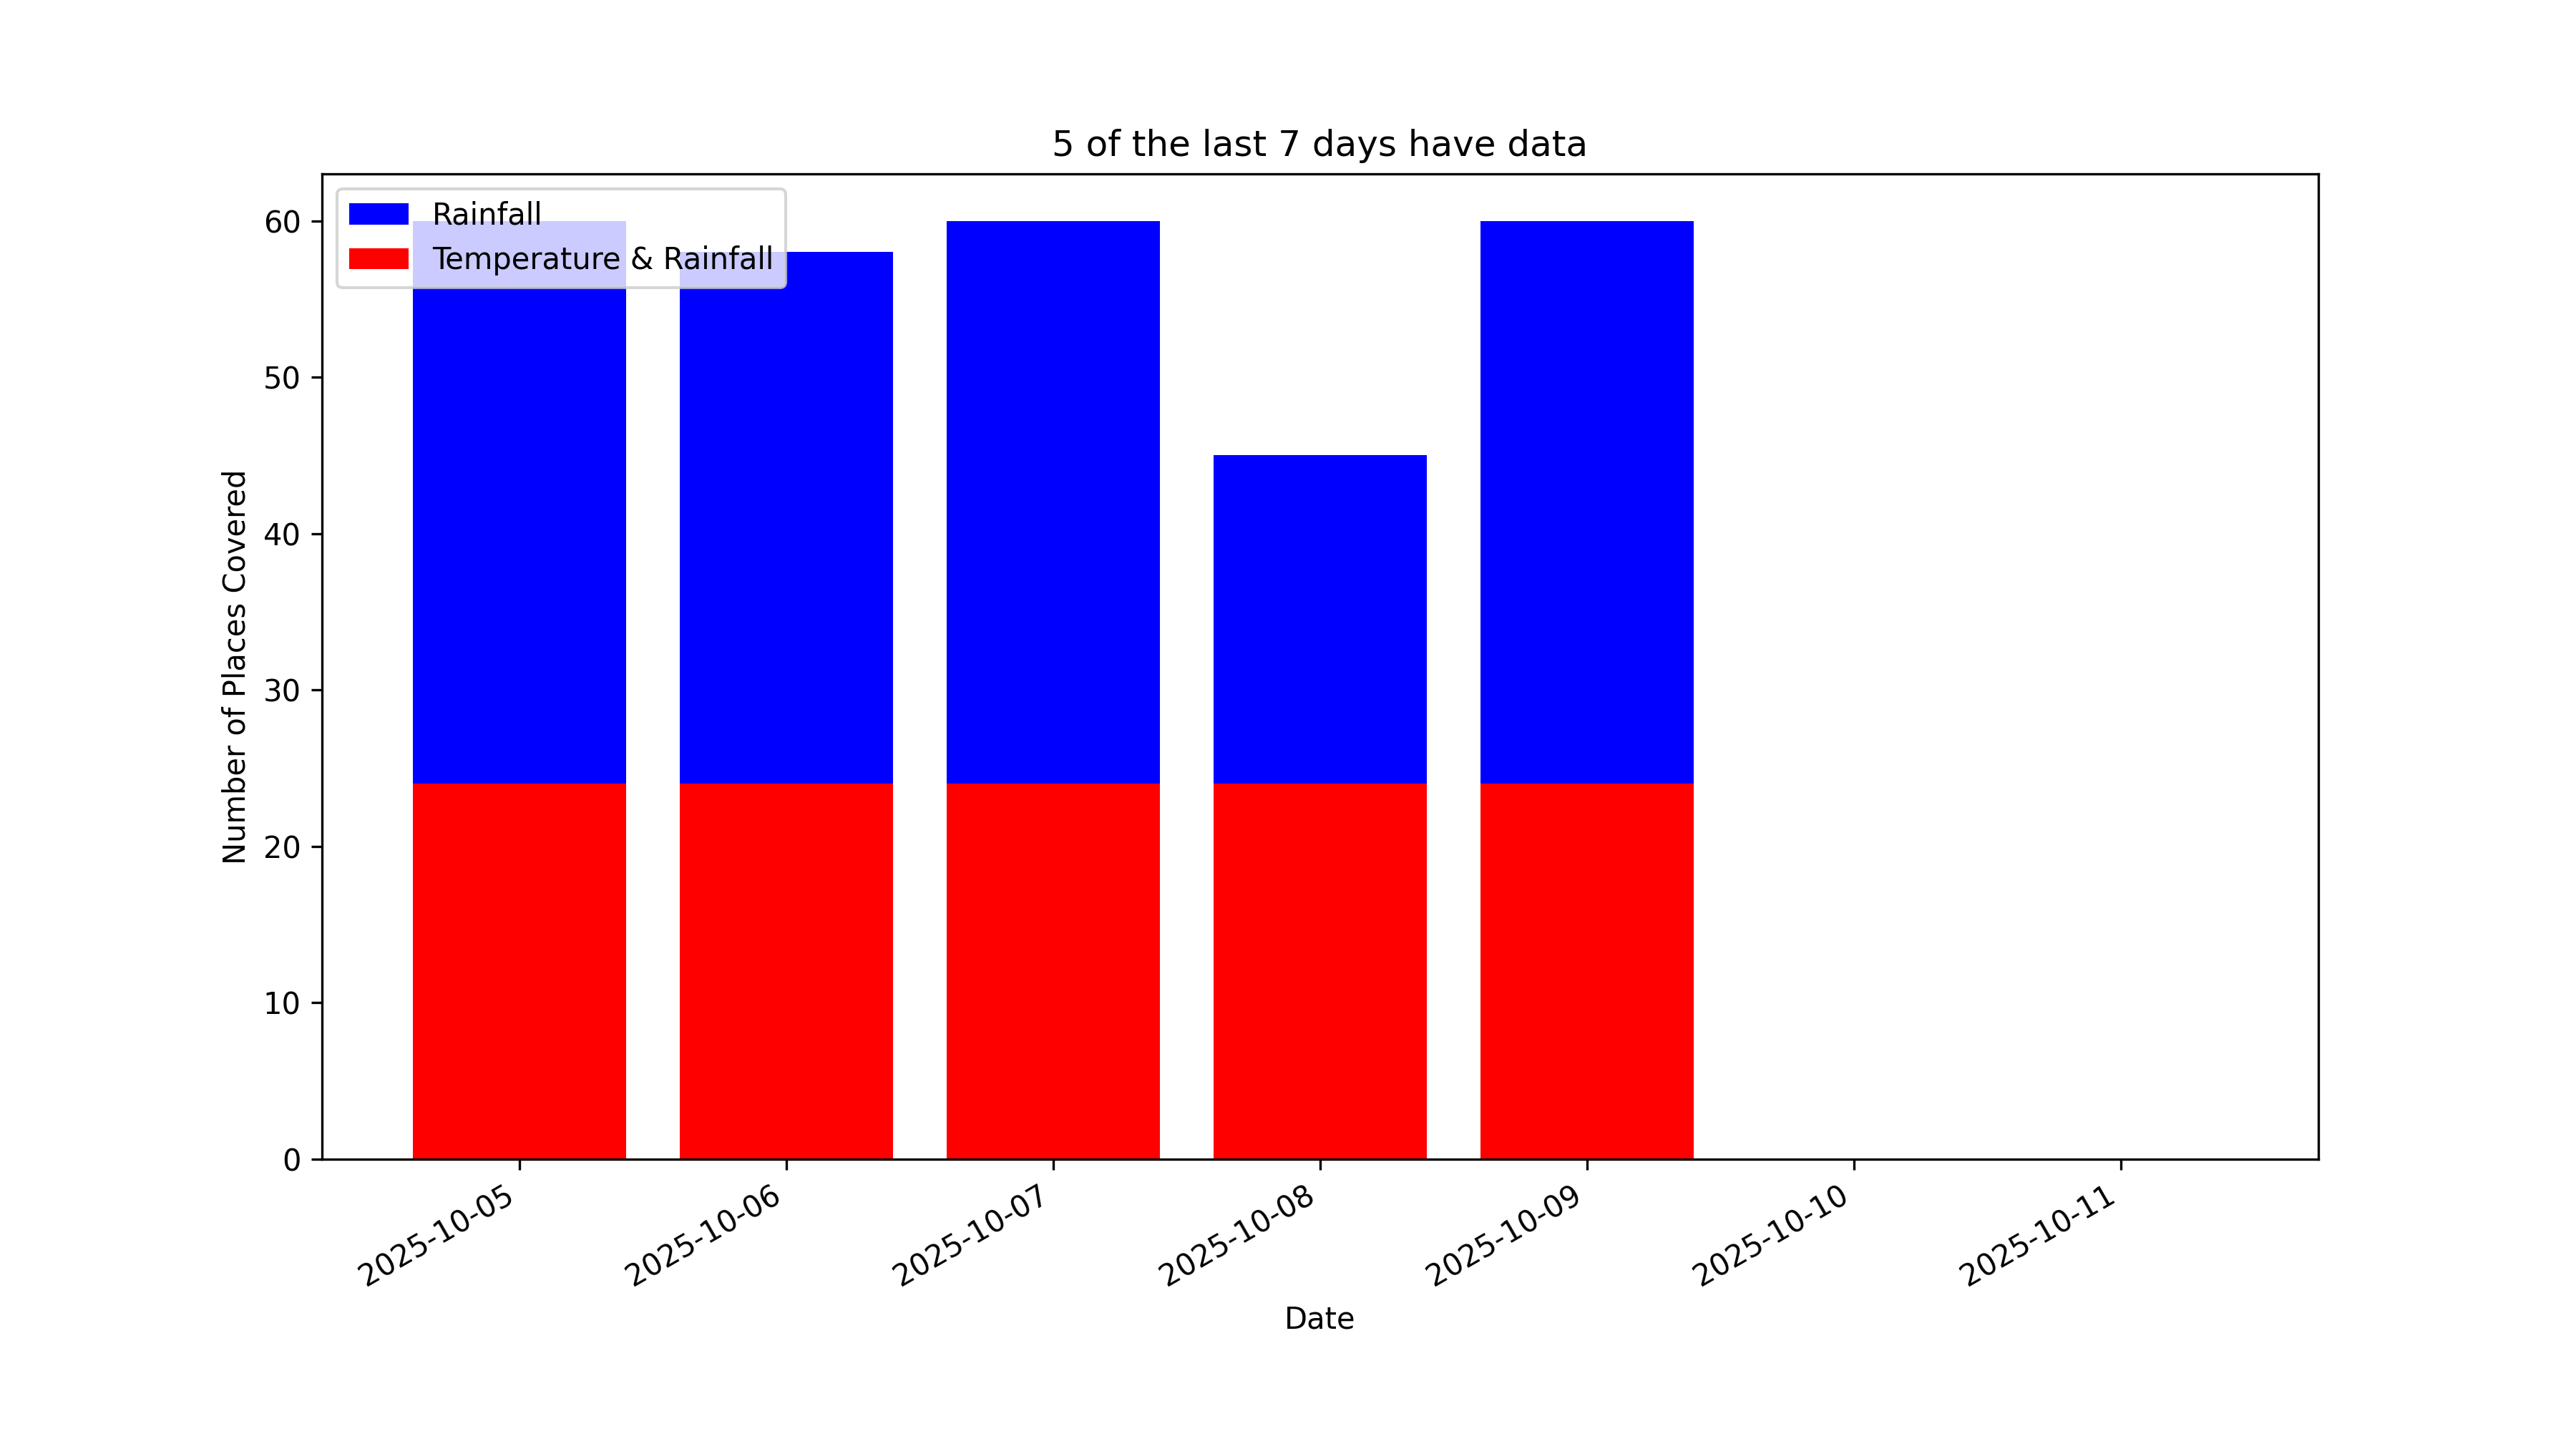 5 of the last 7 days have data
Rainfall
Temperature & Rainfall
60
50
40
30
20
10
0
Number of Places Covered
2025-10-05
2025-10-06
2025-10-07
2025-10-08
2025-10-09
2025-10-10
2025-10-11
Date